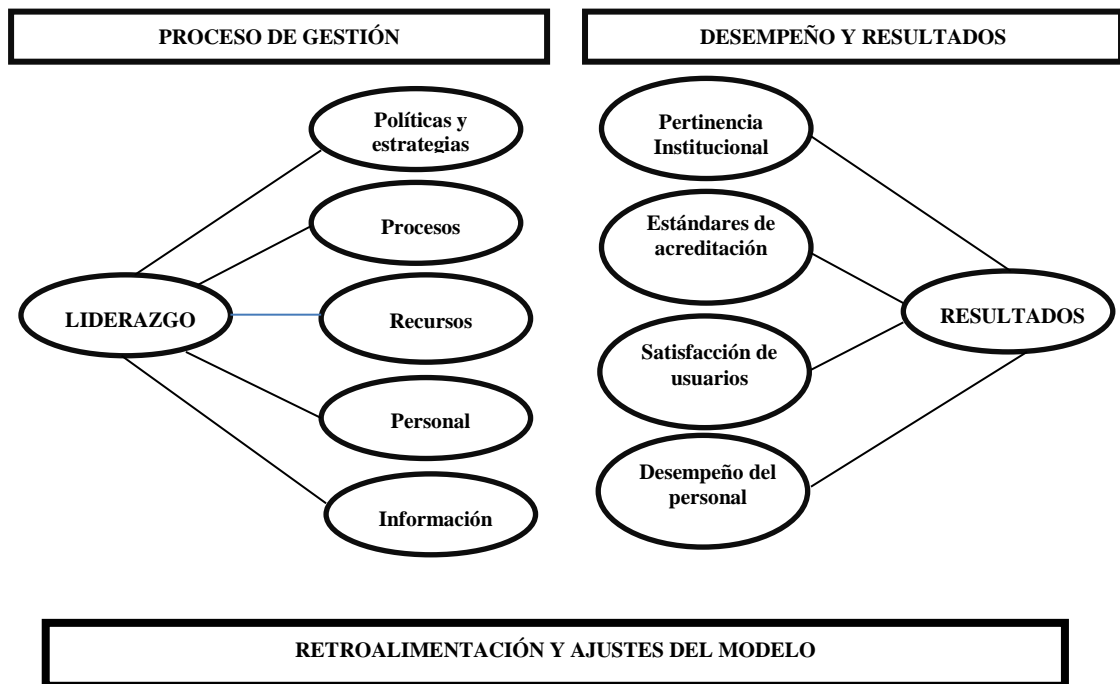 PROCESO DE GESTIÓN
DESEMPEÑO Y RESULTADOS
Políticas y
estrategias
Procesos
LIDERAZGO
Recursos
Personal
Información
Pertinencia
Institucional
Estándares de
acreditación
Satisfacción de
usuarios
Desempeño del
personal
RESULTADOS
RETROALIMENTACIÓN Y AJUSTES DEL MODELO